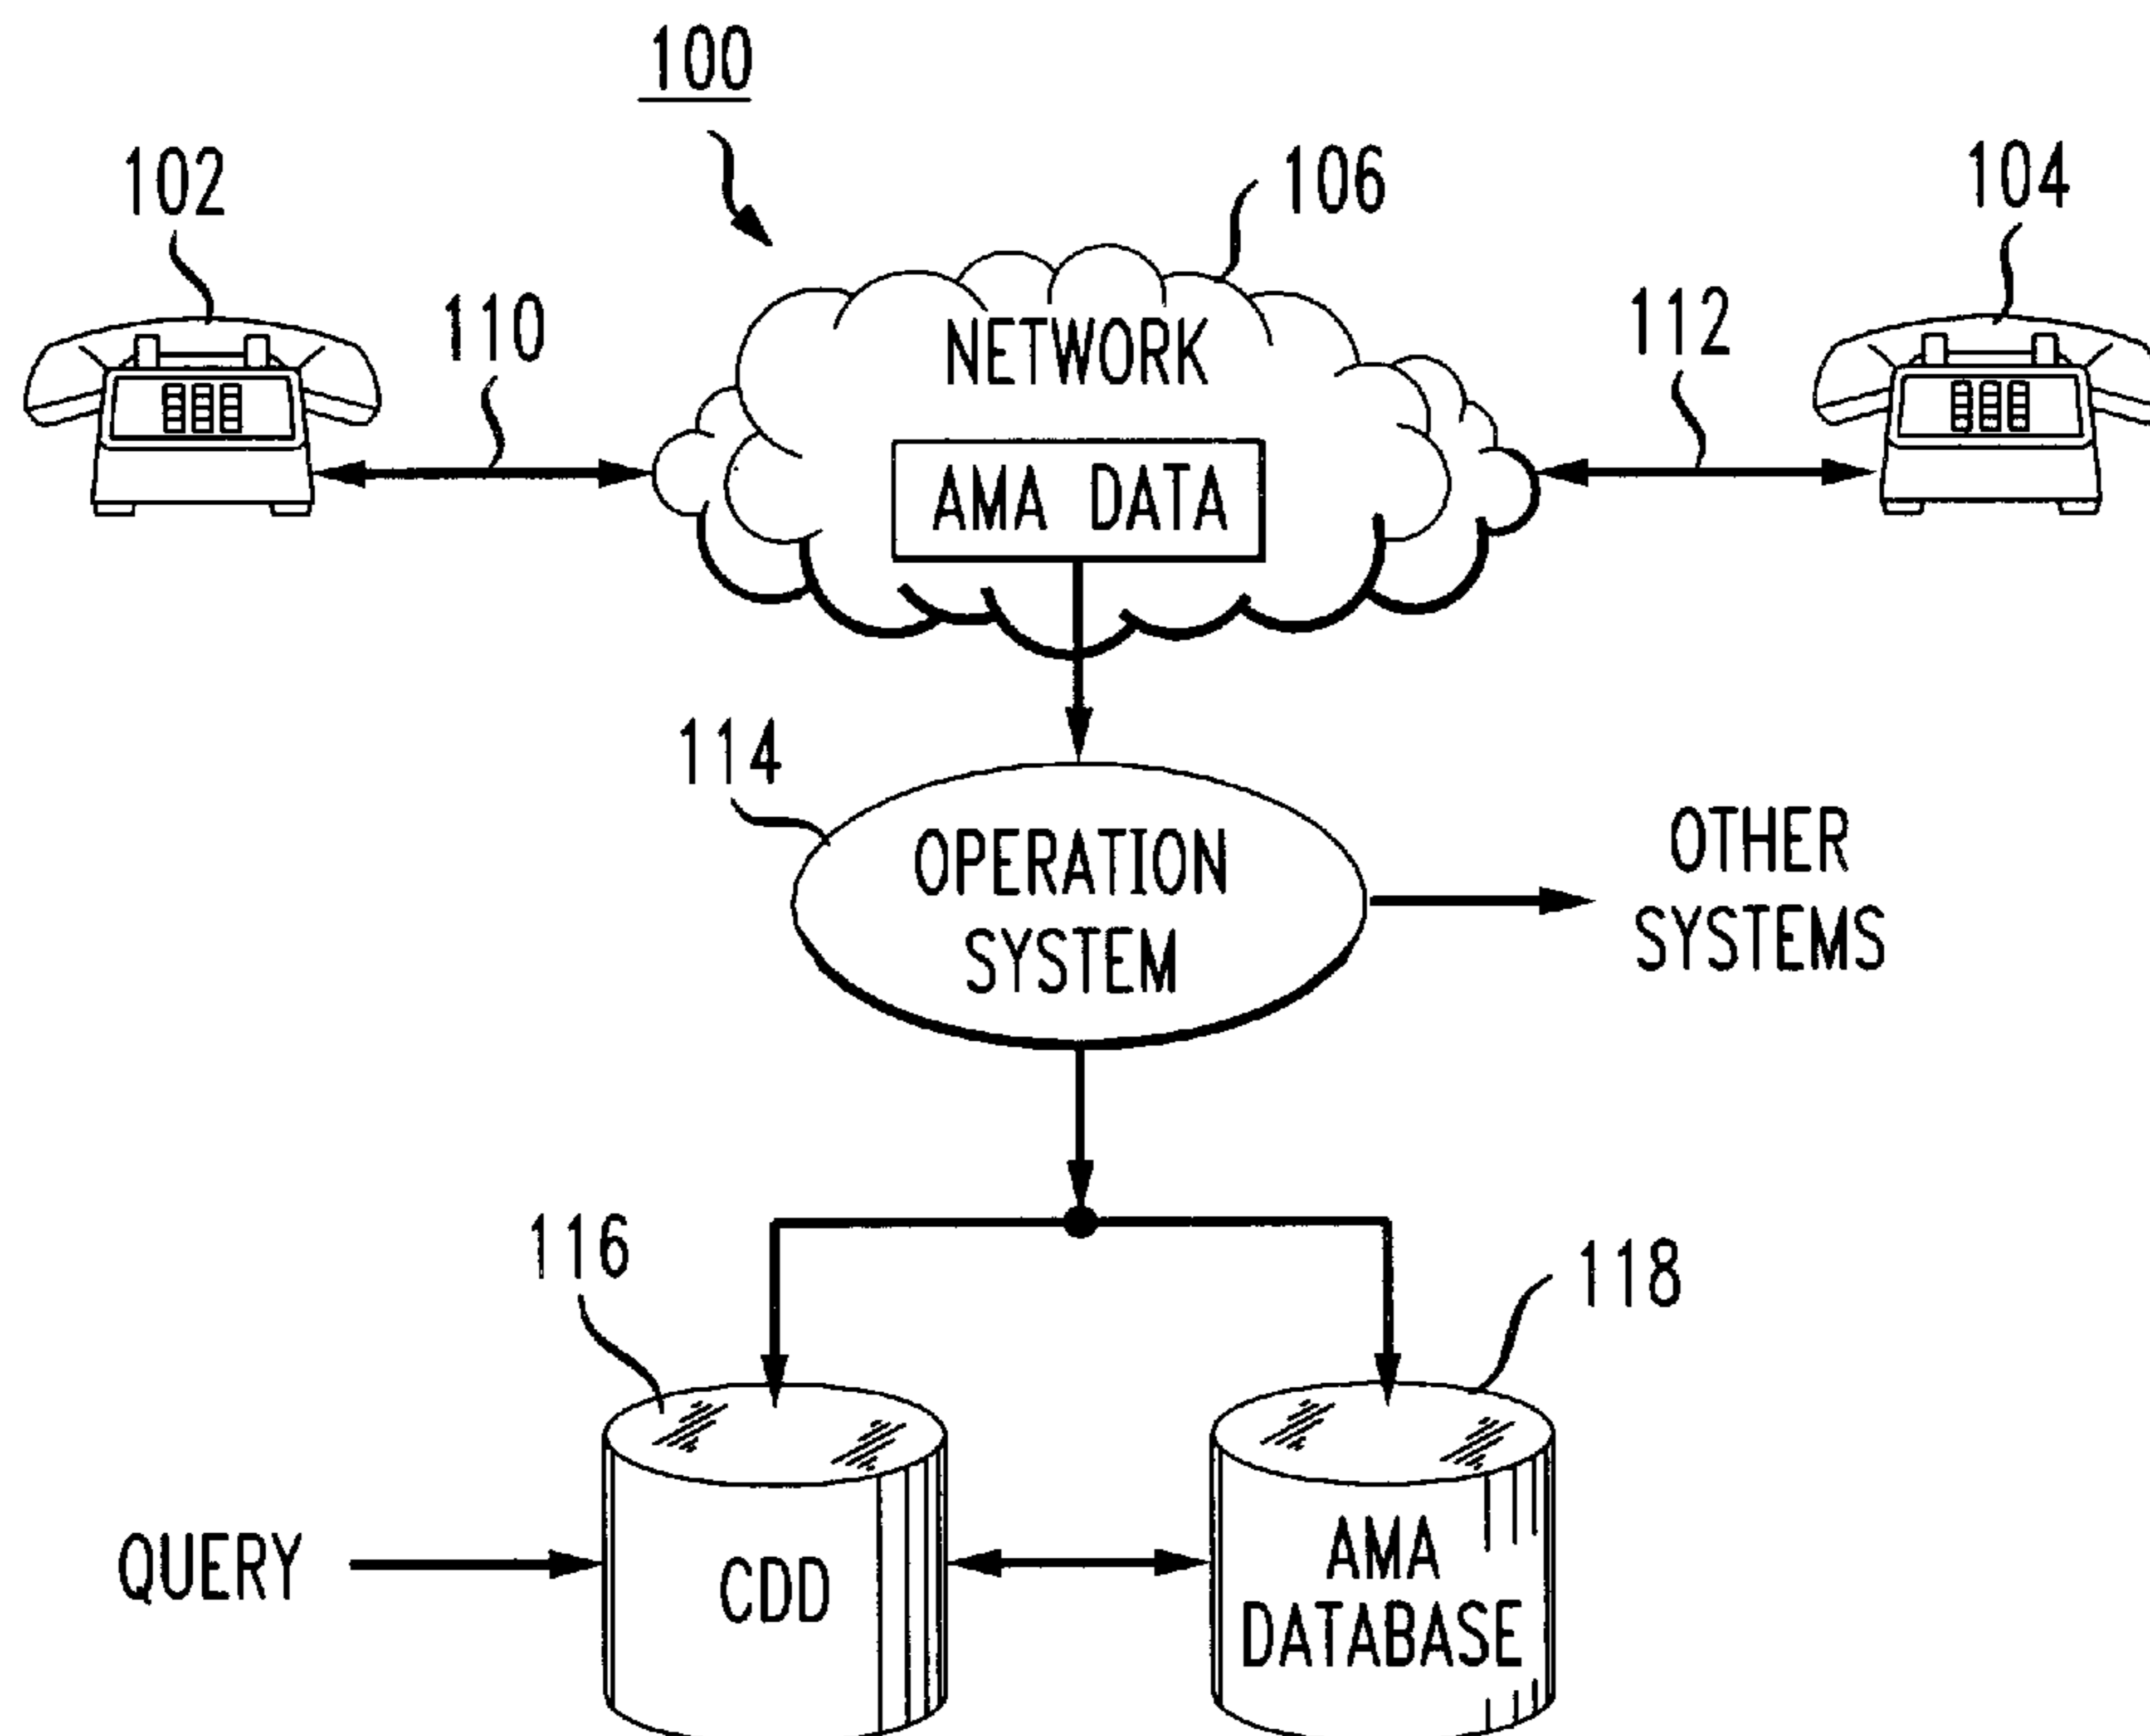 100
102
106
104
110
112
NETWORK
AMA DATA
114
OPERATION
SYSTEM
OTHER
SYSTEMS
116
118
QUERY
CDD
AMA
DATABASE